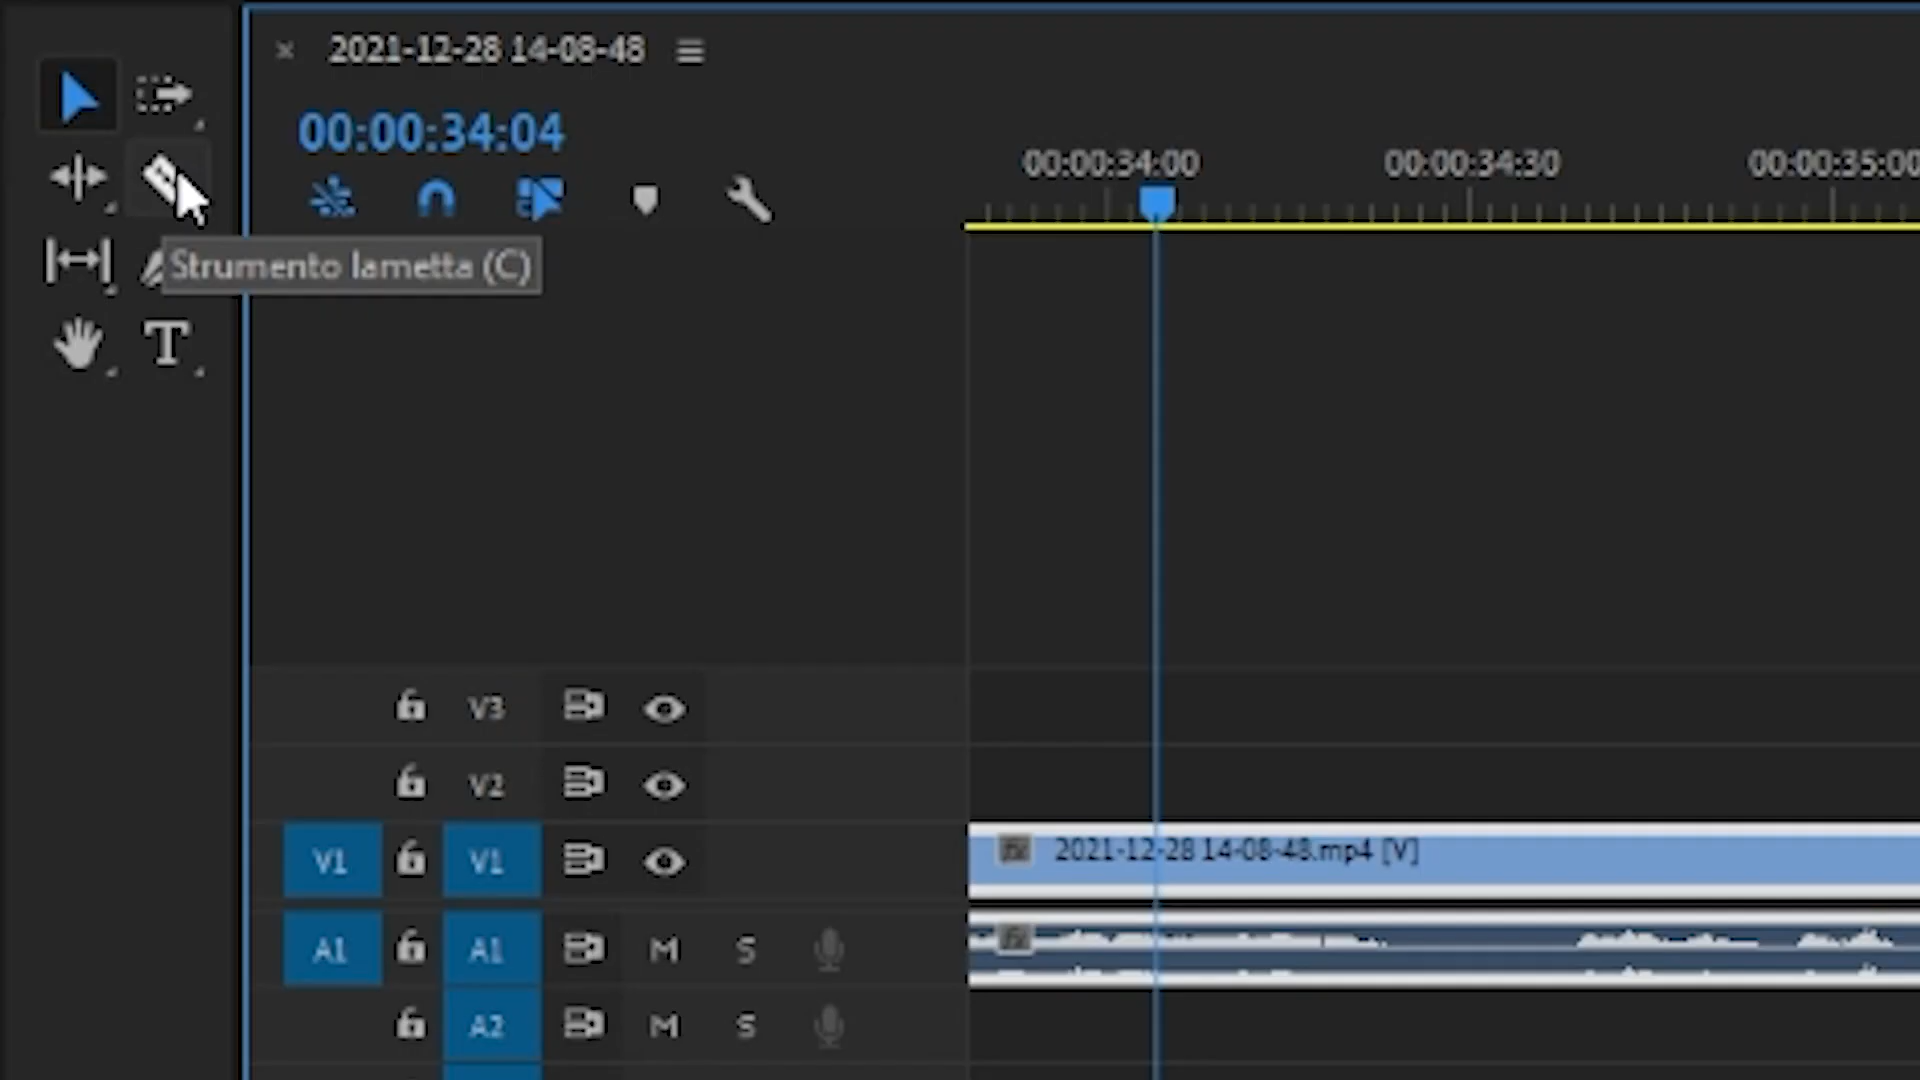 2021-12-28 14-08-48
00:00:34:04
00:00:34:00 00:00:34:30 00:00:35:00
Strumento lametta (C)
T
V3
V2
V1 V1
fx 2021-12-28 14-08-48.mp4 [V]
A1 A1 M S
fx
A2 M S